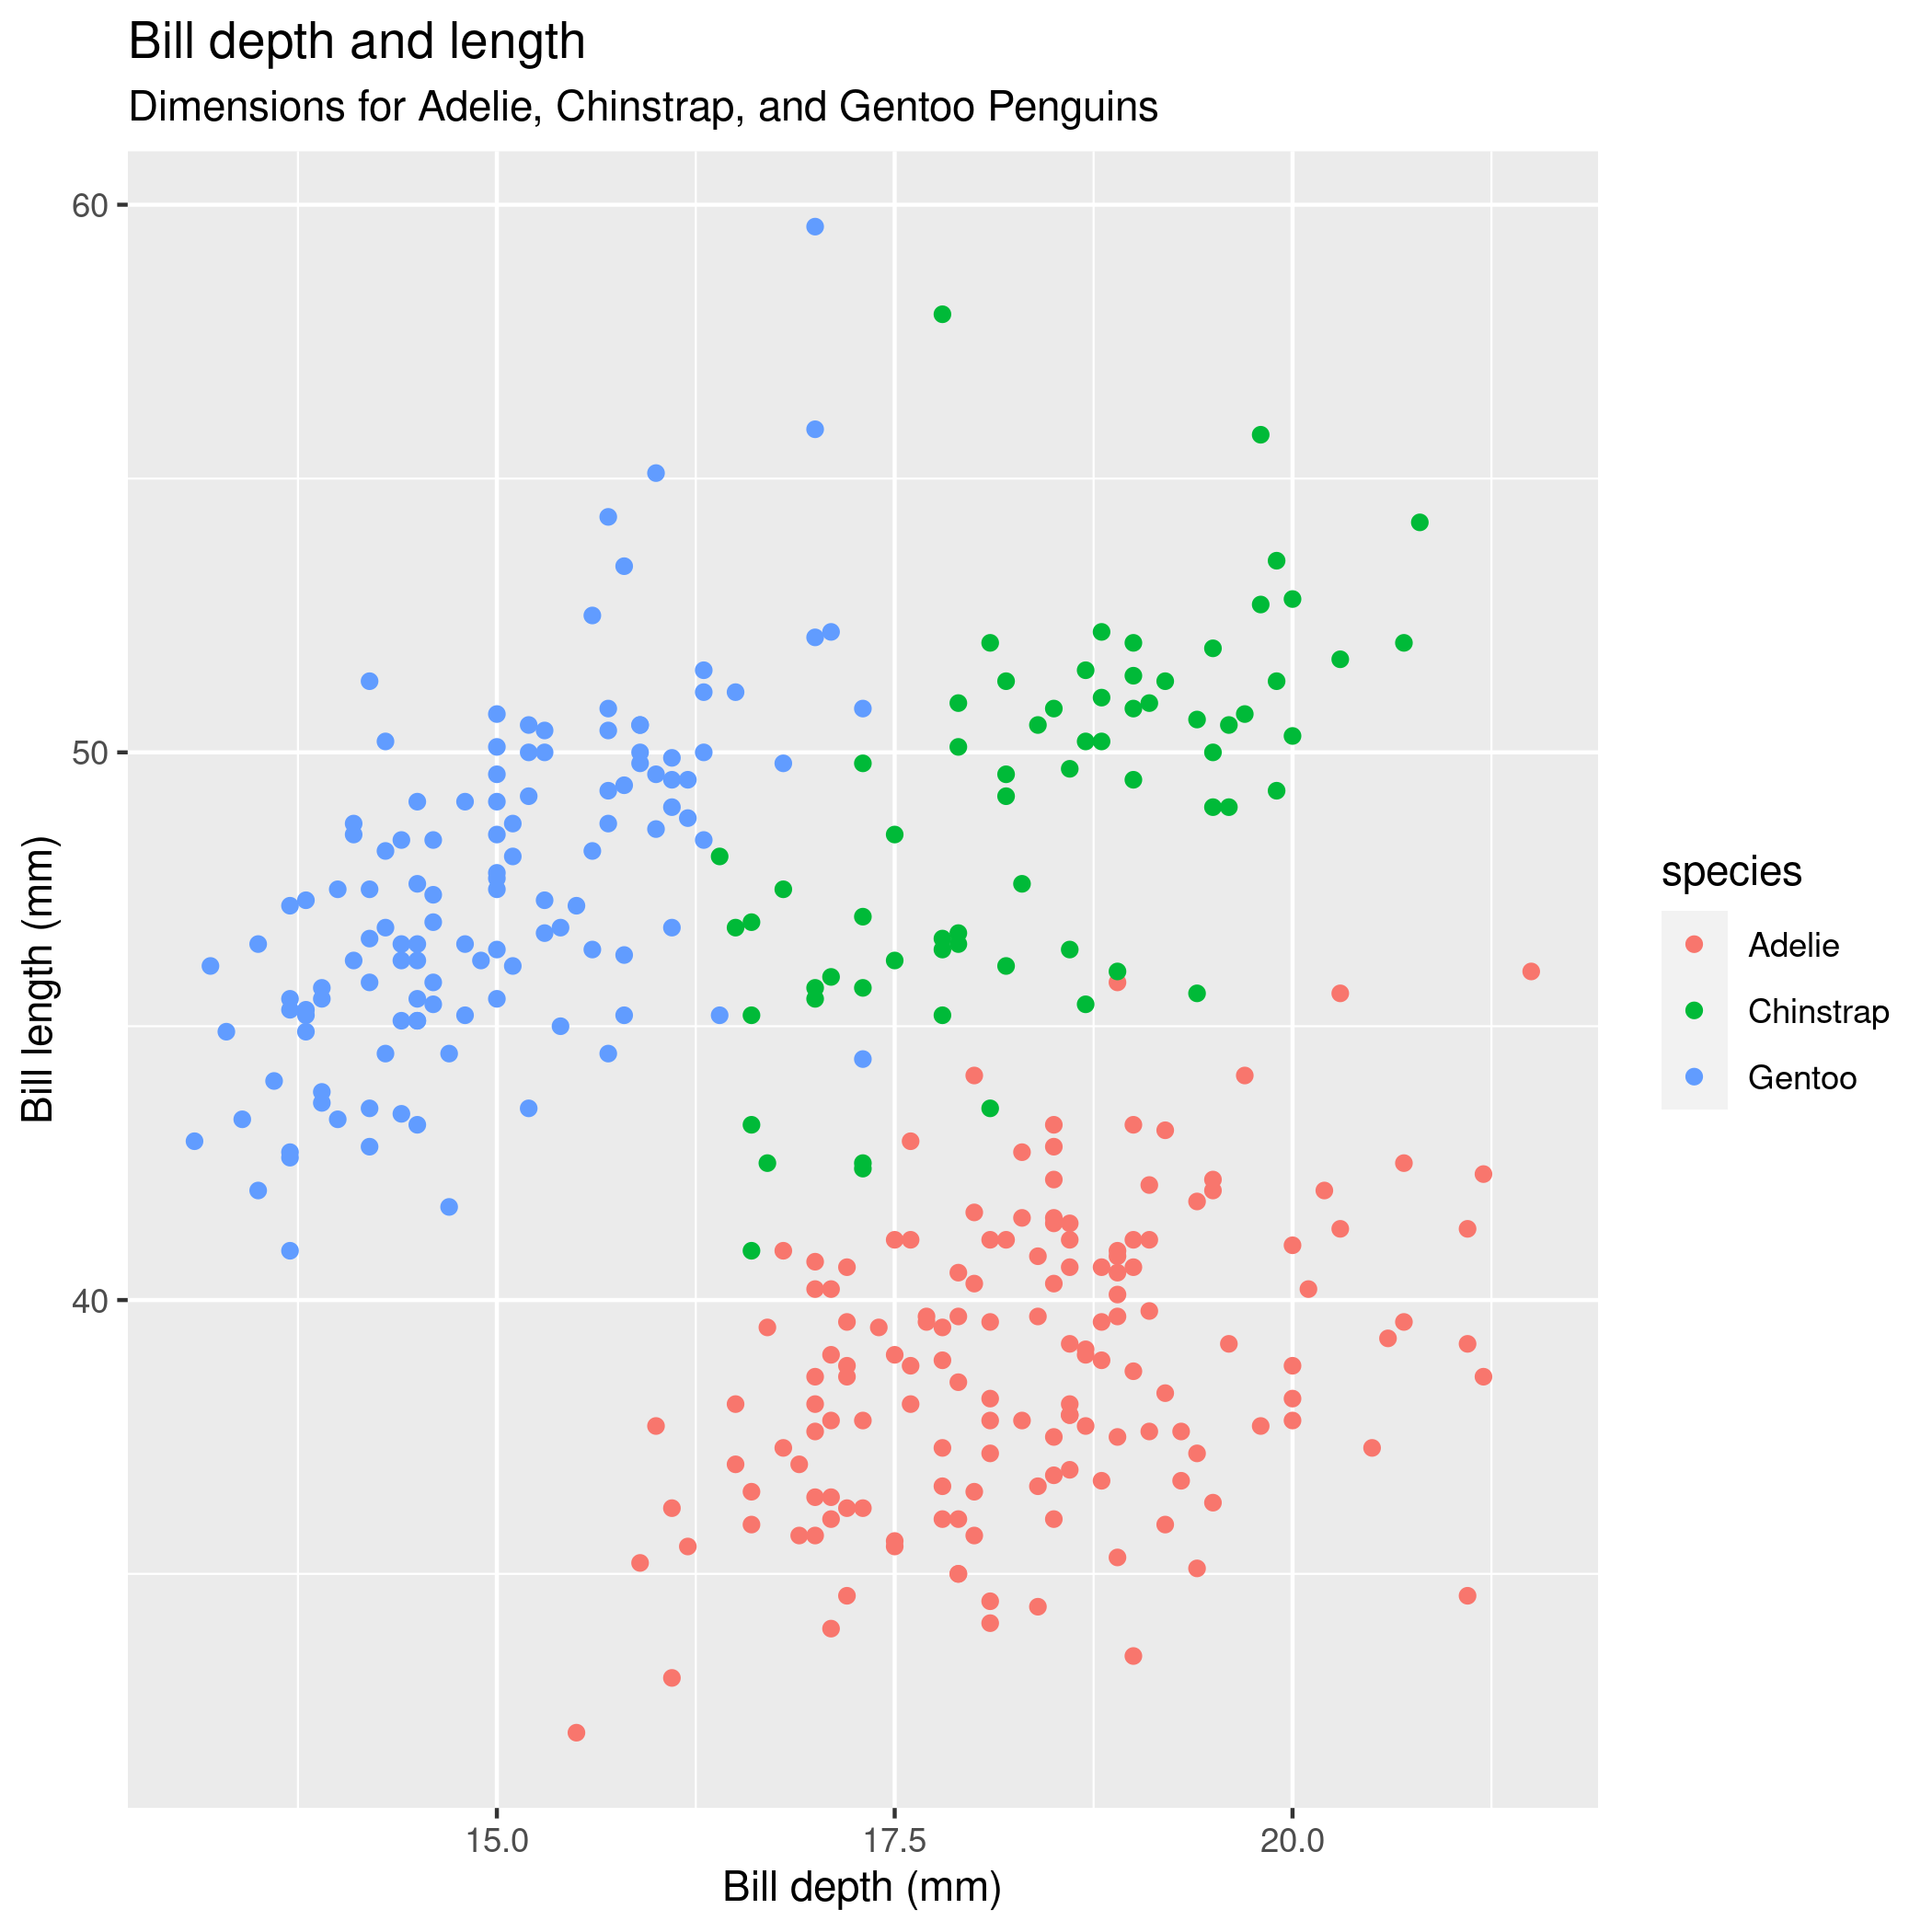 Bill depth and length
Dimensions for Adelie, Chinstrap, and Gentoo Penguins
60
50
40
Bill length (mm)
15.0
17.5
20.0
Bill depth (mm)
species
Adelie
Chinstrap
Gentoo